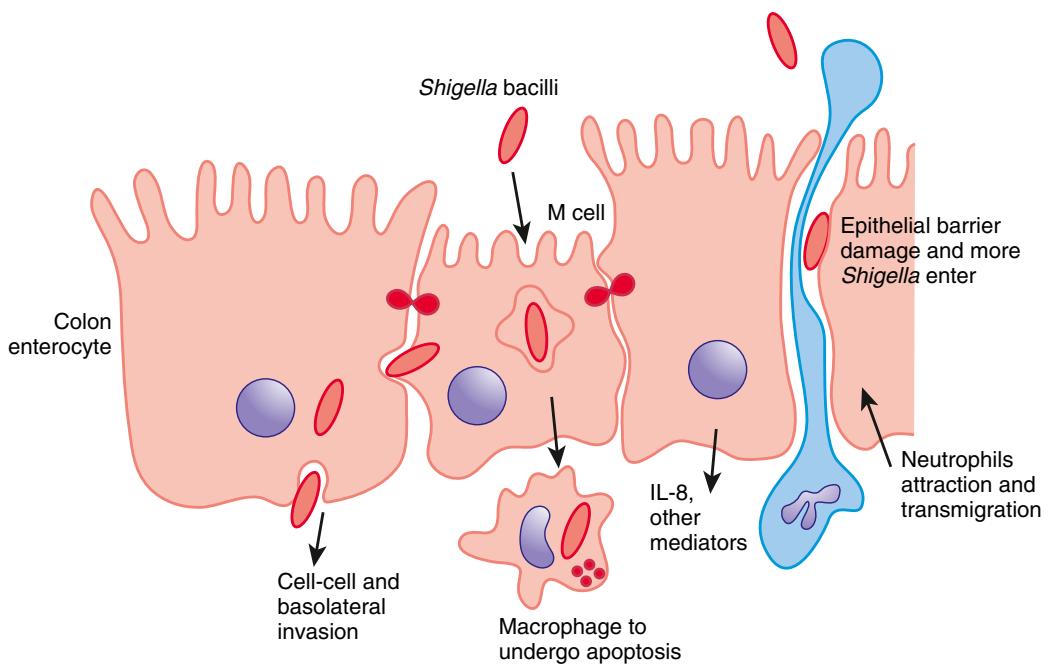 Shigella bacilli
M cell
Epithelial barrier
damage and more
Shigella enter
Colon
enterocyte
Neutrophils
attraction and
transmigration
IL-8,
other
mediators
Cell-cell and
basolateral
invasion
Macrophage to
undergo apoptosis